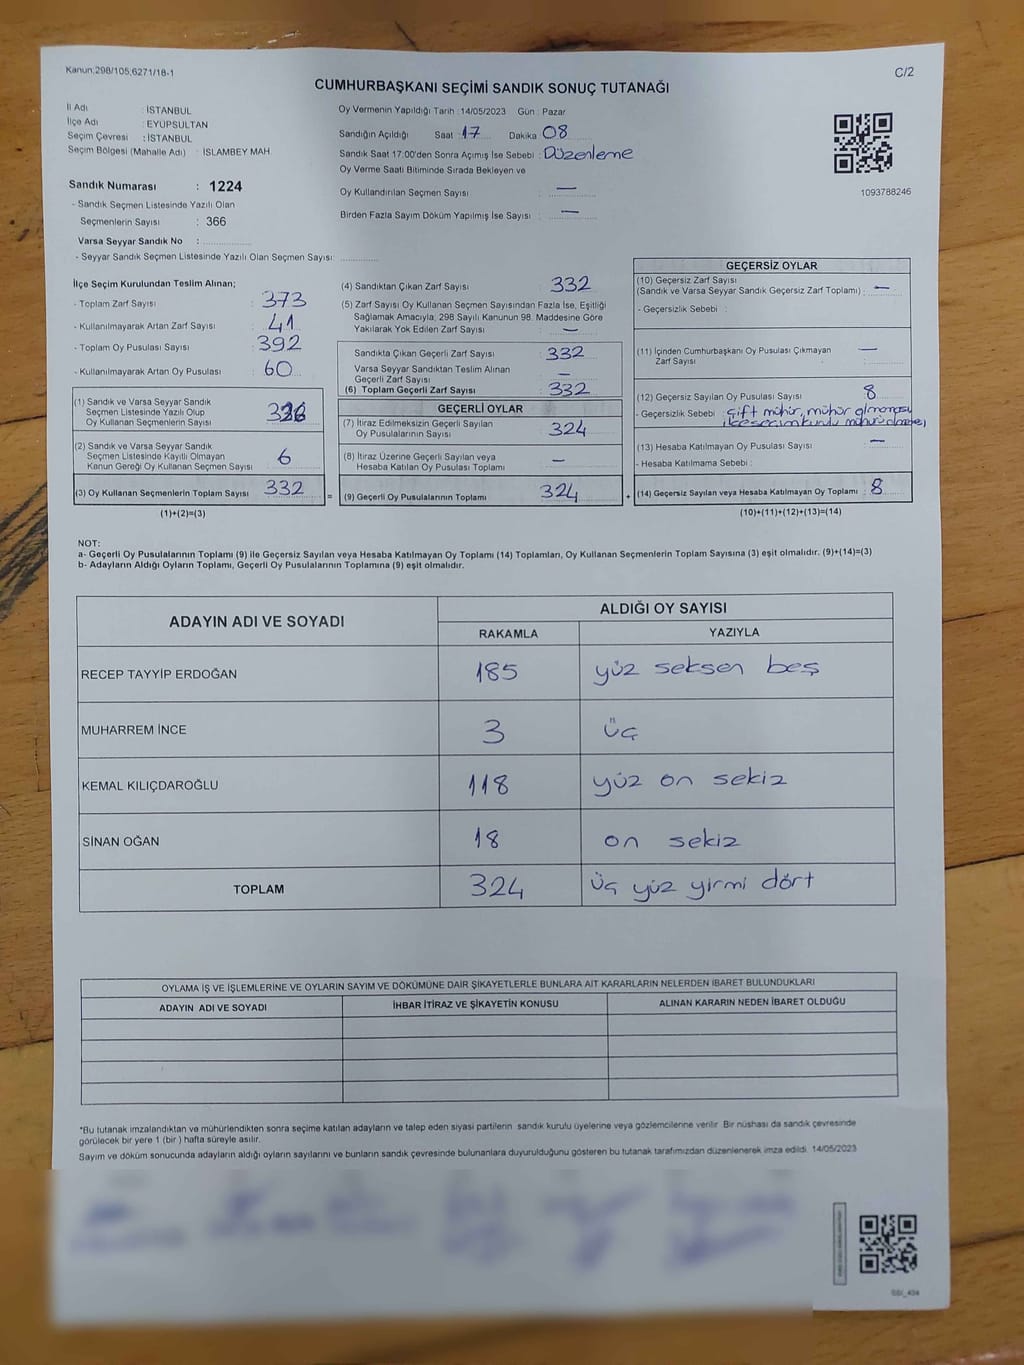 Kanun:298/105;6271/18-1
C/2
CUMHURBAŞKANI SEÇİMİ SANDIK SONUÇ TUTANAĞI
İl Adı : İSTANBUL
İlçe Adı : EYÜPSULTAN
Seçim Çevresi : İSTANBUL
Seçim Bölgesi (Mahalle Adı) : İSLAMBEY MAH.
Sandık Numarası : 1224
- Sandık Seçmen Listesinde Yazılı Olan
Seçmenlerin Sayısı : 366
Varsa Seyyar Sandık No :
- Seyyar Sandık Seçmen Listesinde Yazılı Olan Seçmen Sayısı:
Oy Vermenin Yapıldığı Tarih : 14/05/2023 Gün : Pazar
Sandığın Açıldığı Saat : 17 Dakika 08
Sandık Saat 17:00'den Sonra Açımış İse Sebebi : Düzenleme
Oy Verme Saati Bitiminde Sırada Bekleyen ve
Oy Kullandırılan Seçmen Sayısı : —
Birden Fazla Sayım Döküm Yapılmış İse Sayısı : —
1093788246
İlçe Seçim Kurulundan Teslim Alınan;
- Toplam Zarf Sayısı : 373
- Kullanılmayarak Artan Zarf Sayısı : 41
- Toplam Oy Pusulası Sayısı : 392
- Kullanılmayarak Artan Oy Pusulası : 60
(1) Sandık ve Varsa Seyyar Sandık
Seçmen Listesinde Yazılı Olup
Oy Kullanan Seçmenlerin Sayısı :
(2) Sandık ve Varsa Seyyar Sandık
Seçmen Listesinde Kayıtlı Olmayan
Kanun Gereği Oy Kullanan Seçmen Sayısı : 6
(3) Oy Kullanan Seçmenlerin Toplam Sayısı : 332 =
(1)+(2)=(3)
(4) Sandıktan Çıkan Zarf Sayısı : 332
(5) Zarf Sayısı Oy Kullanan Seçmen Sayısından Fazla İse, Eşitliği
Sağlamak Amacıyla, 298 Sayılı Kanunun 98. Maddesine Göre
Yakılarak Yok Edilen Zarf Sayısı : —
Sandıkta Çıkan Geçerli Zarf Sayısı : 332
Varsa Seyyar Sandıktan Teslim Alınan
Geçerli Zarf Sayısı : —
(6) Toplam Geçerli Zarf Sayısı : 332
GEÇERLİ OYLAR
(7) İtiraz Edilmeksizin Geçerli Sayılan
Oy Pusulalarının Sayısı : 324
(8) İtiraz Üzerine Geçerli Sayılan veya
Hesaba Katılan Oy Pusulası Toplamı : —
(9) Geçerli Oy Pusulalarının Toplamı : 324 +
GEÇERSİZ OYLAR
(10) Geçersiz Zarf Sayısı
(Sandık ve Varsa Seyyar Sandık Geçersiz Zarf Toplamı) : —
- Geçersizlik Sebebi :
(11) İçinden Cumhurbaşkanı Oy Pusulası Çıkmayan
Zarf Sayısı : —
(12) Geçersiz Sayılan Oy Pusulası Sayısı : 8
- Geçersizlik Sebebi : çift mühür, mühür olmaması,
(13) Hesaba Katılmayan Oy Pusulası Sayısı : —
- Hesaba Katılmama Sebebi :
(14) Geçersiz Sayılan veya Hesaba Katılmayan Oy Toplamı : 8
(10)+(11)+(12)+(13)=(14)
NOT:
a- Geçerli Oy Pusulalarının Toplamı (9) ile Geçersiz Sayılan veya Hesaba Katılmayan Oy Toplamı (14) Toplamları, Oy Kullanan Seçmenlerin Toplam Sayısına (3) eşit olmalıdır. (9)+(14)=(3)
b- Adayların Aldığı Oyların Toplamı, Geçerli Oy Pusulalarının Toplamına (9) eşit olmalıdır.
ADAYIN ADI VE SOYADI ALDIĞI OY SAYISI
RAKAMLA YAZIYLA
RECEP TAYYİP ERDOĞAN 185 yüz seksen beş
MUHARREM İNCE 3 üç
KEMAL KILIÇDAROĞLU 118 yüz on sekiz
SİNAN OĞAN 18 on sekiz
TOPLAM 324 üç yüz yirmi dört
OYLAMA İŞ VE İŞLEMLERİNE VE OYLARIN SAYIM VE DÖKÜMÜNE DAİR ŞİKAYETLERLE BUNLARA AİT KARARLARIN NELERDEN İBARET BULUNDUKLARI
ADAYIN ADI VE SOYADI İHBAR İTİRAZ VE ŞİKAYETİN KONUSU ALINAN KARARIN NEDEN İBARET OLDUĞU
*Bu tutanak imzalandıktan ve mühürlendikten sonra seçime katılan adayların ve talep eden siyasi partilerin sandık kurulu üyelerine veya gözlemcilerine verilir. Bir nüshası da sandık çevresinde
görülecek bir yere 1 (bir ) hafta süreyle asılır.
Sayım ve döküm sonucunda adayların aldığı oyların sayılarını ve bunların sandık çevresinde bulunanlara duyurulduğunu gösteren bu tutanak tarafımızdan düzenlenerek imza edildi. 14/05/2023